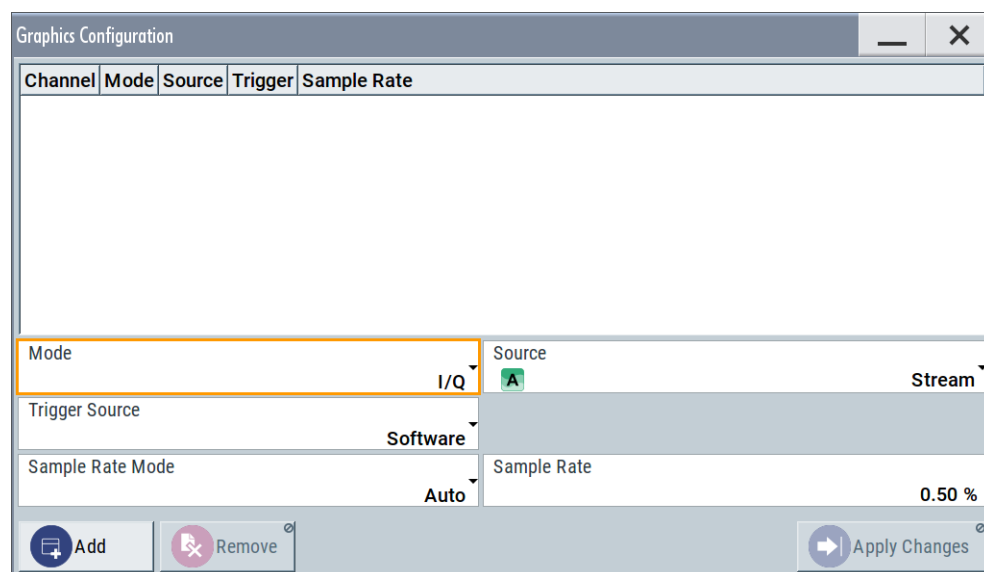 Graphics Configuration
Channel Mode Source Trigger Sample Rate
Mode
I/Q
Source
A Stream
Trigger Source
Software
Sample Rate Mode
Auto
Sample Rate
0.50 %
Add Remove Apply Changes